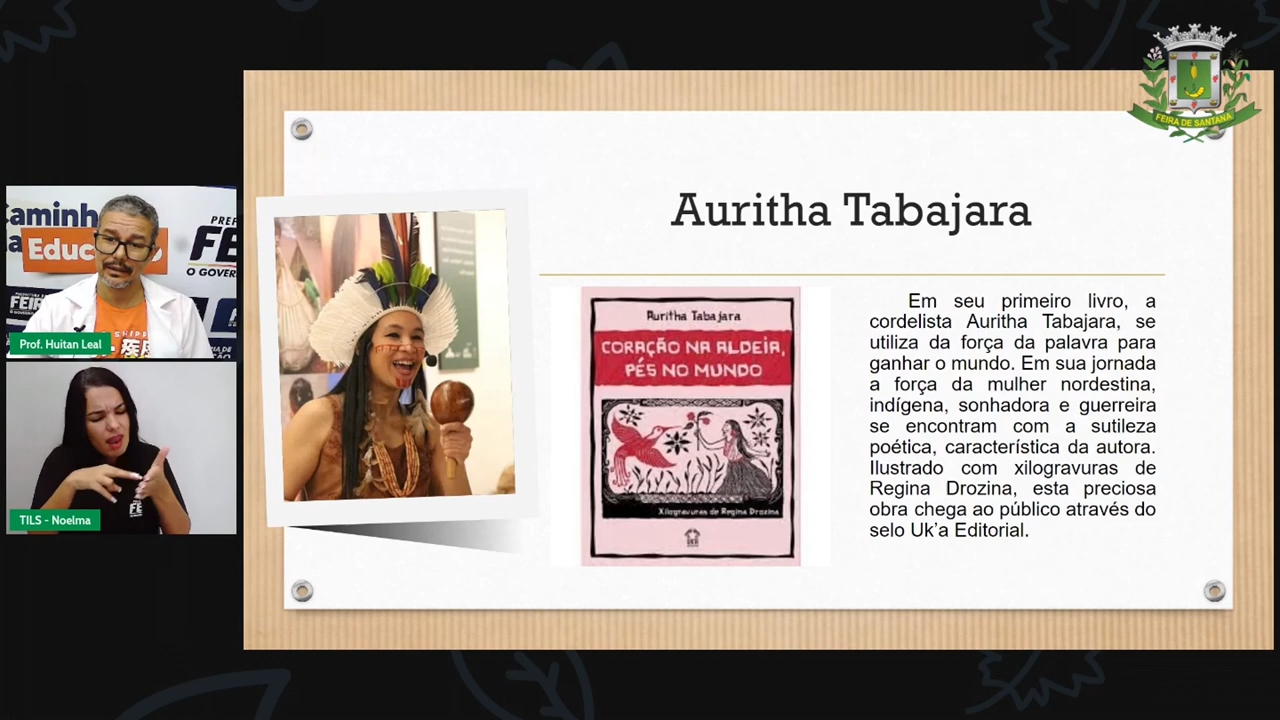 FEIRA DE SANTANA
Auritha Tabajara
Auritha Tabajara
CORAÇÃO NA ALDEIA,
PÉS NO MUNDO
Xilogravuras de Regina Drozina
Em seu primeiro livro, a
cordelista Auritha Tabajara, se
utiliza da força da palavra para
ganhar o mundo. Em sua jornada
a força da mulher nordestina,
indígena, sonhadora e guerreira
se encontram com a sutileza
poética, característica da autora.
Ilustrado com xilogravuras de
Regina Drozina, esta preciosa
obra chega ao público através do
selo Uk'a Editorial.
Prof. Huitan Leal
TILS - Noelma